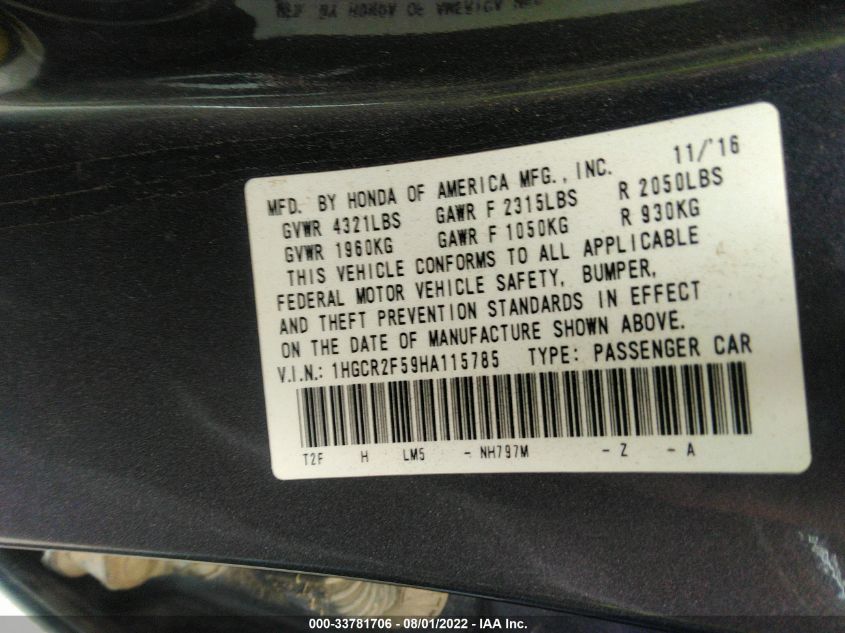 MFD. BY HONDA OF AMERICA MFG., INC. 11/'16
GVWR 4321LBS GAWR F 2315LBS R 2050LBS
GVWR 1960KG GAWR F 1050KG R 930KG
THIS VEHICLE CONFORMS TO ALL APPLICABLE
FEDERAL MOTOR VEHICLE SAFETY, BUMPER,
AND THEFT PREVENTION STANDARDS IN EFFECT
ON THE DATE OF MANUFACTURE SHOWN ABOVE.
V.I.N.: 1HGCR2F59HA115785 TYPE: PASSENGER CAR
T2F H LM5 - NH797M - Z - A
000-33781706 - 08/01/2022 - IAA Inc.